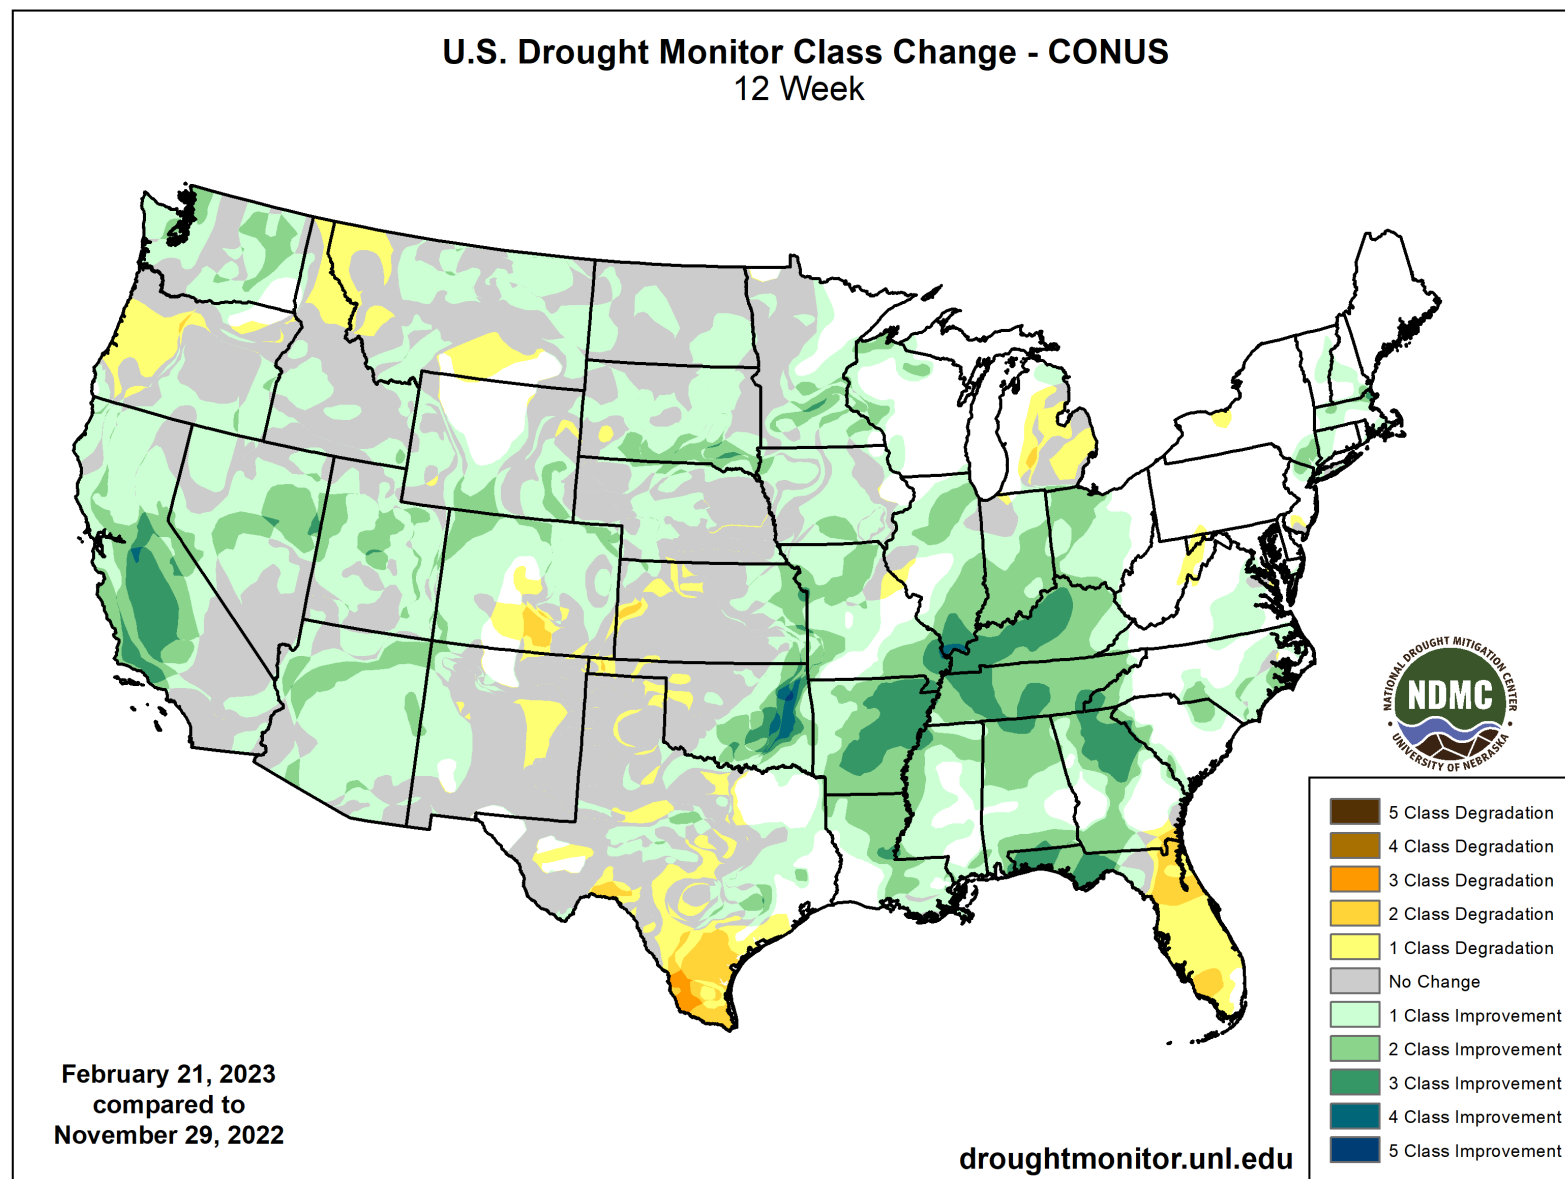 U.S. Drought Monitor Class Change - CONUS
12 Week
NATIONAL DROUGHT MITIGATION CENTER
NDMC
• UNIVERSITY OF NEBRASKA •
5 Class Degradation
4 Class Degradation
3 Class Degradation
2 Class Degradation
1 Class Degradation
No Change
1 Class Improvement
2 Class Improvement
3 Class Improvement
4 Class Improvement
5 Class Improvement
February 21, 2023
compared to
November 29, 2022
droughtmonitor.unl.edu